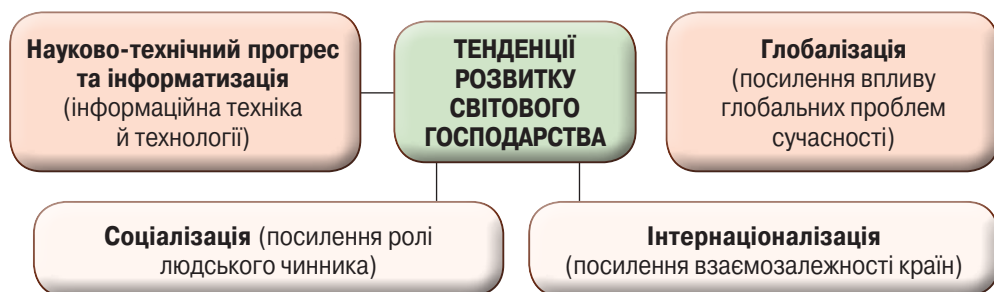 Науково-технічний прогрес
та інформатизація
(інформаційна техніка
й технології)
ТЕНДЕНЦІЇ
РОЗВИТКУ
СВІТОВОГО
ГОСПОДАРСТВА
Глобалізація
(посилення впливу
глобальних проблем
сучасності)
Соціалізація (посилення ролі
людського чинника)
Інтернаціоналізація
(посилення взаємозалежності країн)